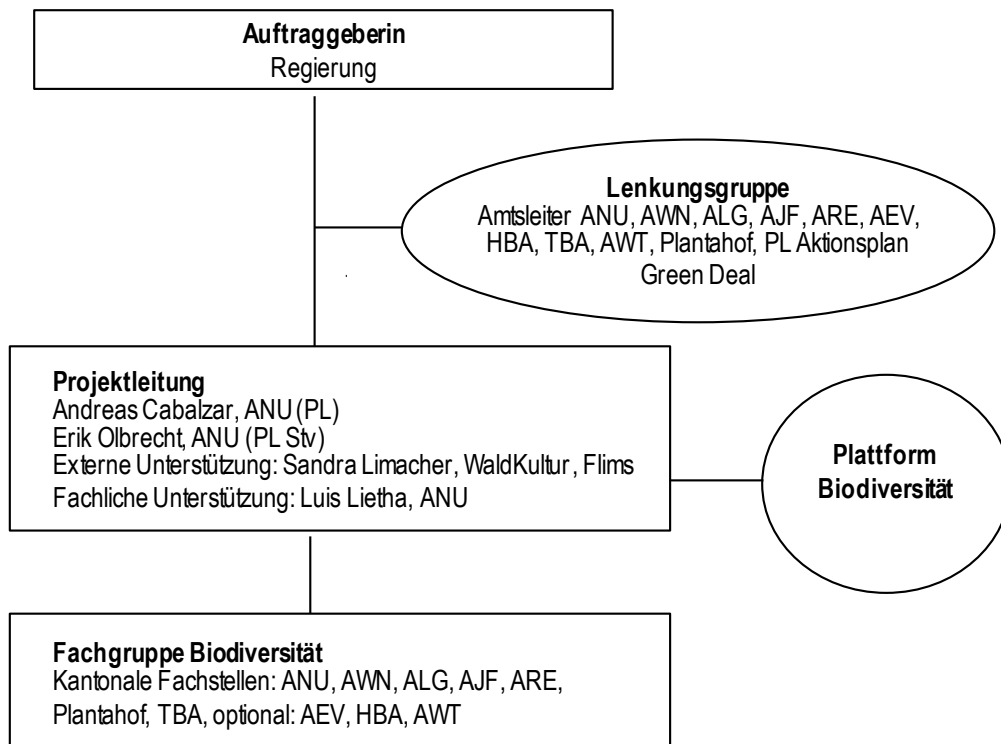 Auftraggeberin
Regierung
Lenkungsgruppe
Amtsleiter ANU, AWN, ALG, AJF, ARE, AEV,
HBA, TBA, AWT, Plantahof, PL Aktionsplan
Green Deal
Projektleitung
Andreas Cabalzar, ANU (PL)
Erik Olbrecht, ANU (PL Stv)
Externe Unterstützung: Sandra Limacher, WaldKultur, Flims
Fachliche Unterstützung: Luis Lietha, ANU
Plattform
Biodiversität
Fachgruppe Biodiversität
Kantonale Fachstellen: ANU, AWN, ALG, AJF, ARE,
Plantahof, TBA, optional: AEV, HBA, AWT